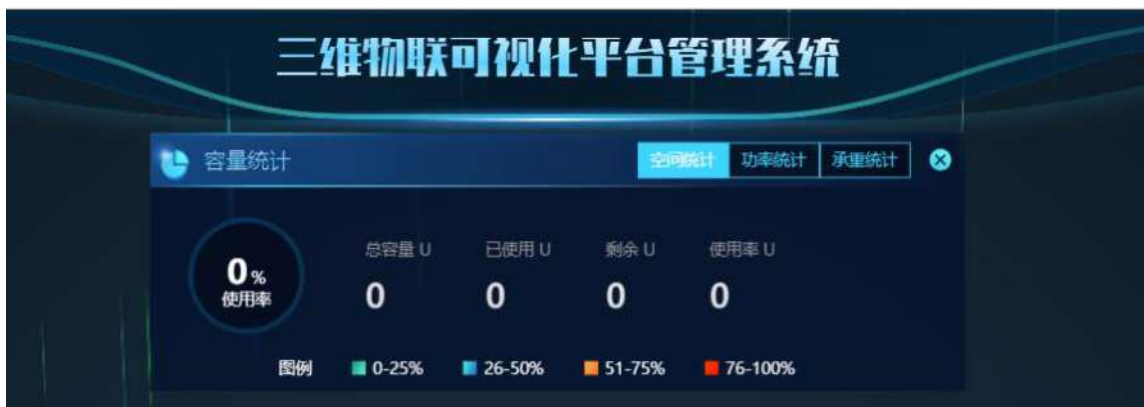 三维物联可视化平台管理系统
容量统计 空间统计 功率统计 承重统计
总容量 U 已使用 U 剩余 U 使用率 U
0%
使用率
0 0 0 0
图例 0-25% 26-50% 51-75% 76-100%